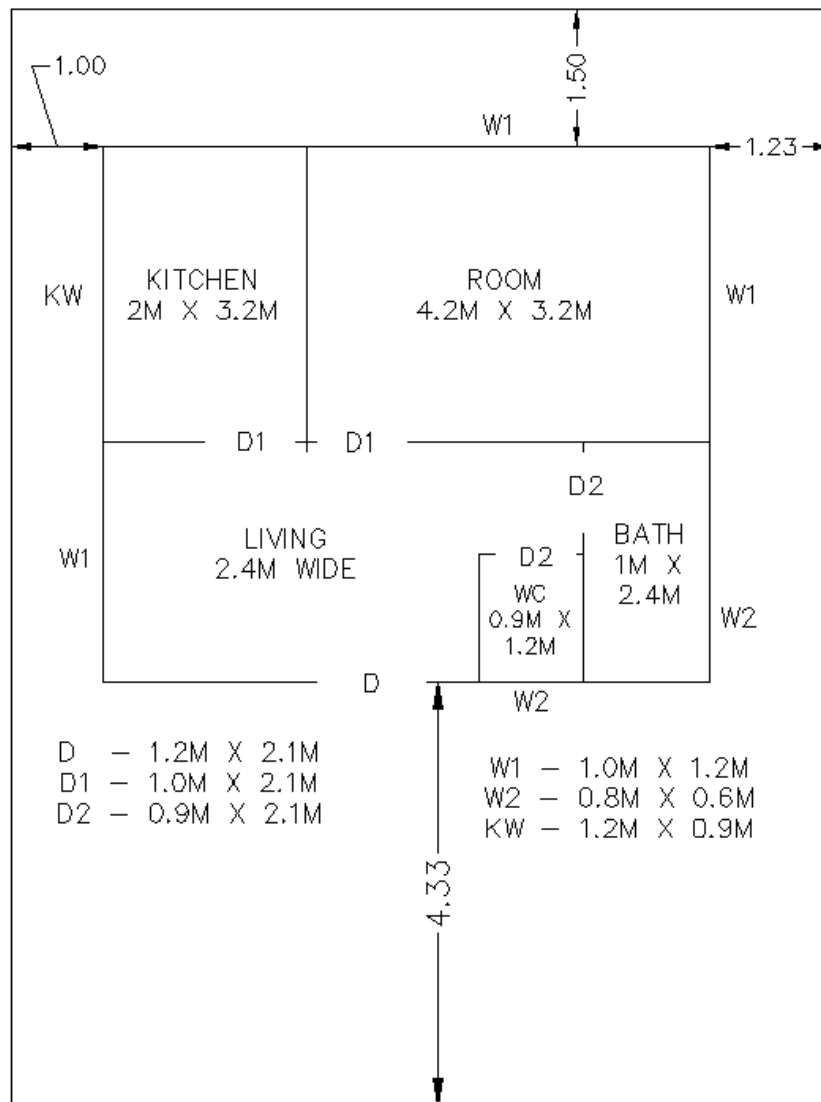 1.00
1.50
W1
1.23
KITCHEN
2M X 3.2M
ROOM
4.2M X 3.2M
KW
W1
D1
D1
D2
LIVING
2.4M WIDE
W1
D2
BATH
1M X
2.4M
WC
0.9M X
1.2M
W2
D
W2
D – 1.2M X 2.1M
D1 – 1.0M X 2.1M
D2 – 0.9M X 2.1M
W1 – 1.0M X 1.2M
W2 – 0.8M X 0.6M
KW – 1.2M X 0.9M
4.33